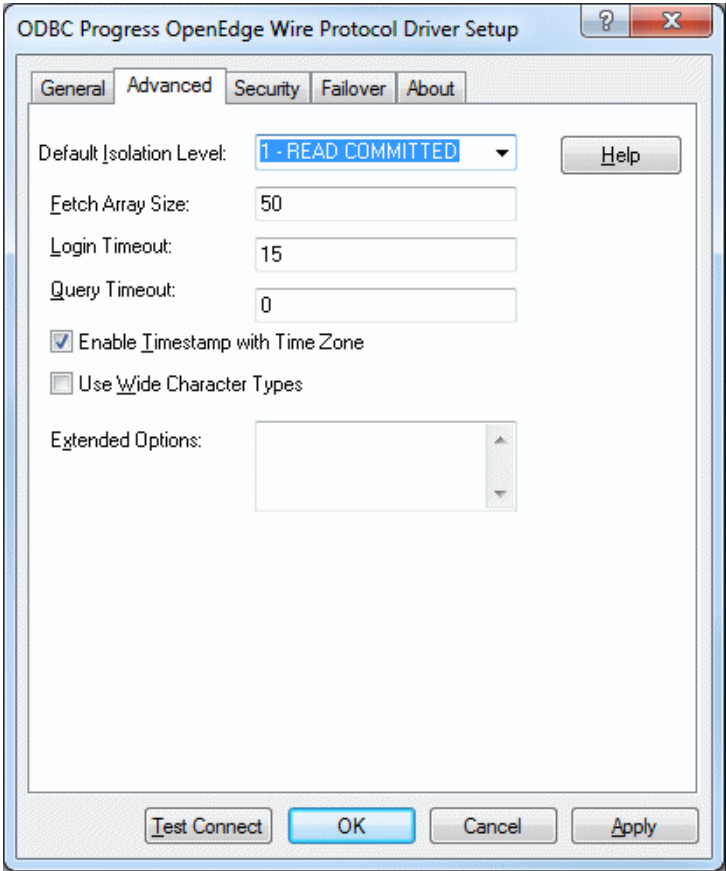 ODBC Progress OpenEdge Wire Protocol Driver Setup
?
X
General
Advanced
Security
Failover
About
Default Isolation Level:
1 - READ COMMITTED
Help
Fetch Array Size:
50
Login Timeout:
15
Query Timeout:
0
Enable Timestamp with Time Zone
Use Wide Character Types
Extended Options:
Test Connect
OK
Cancel
Apply